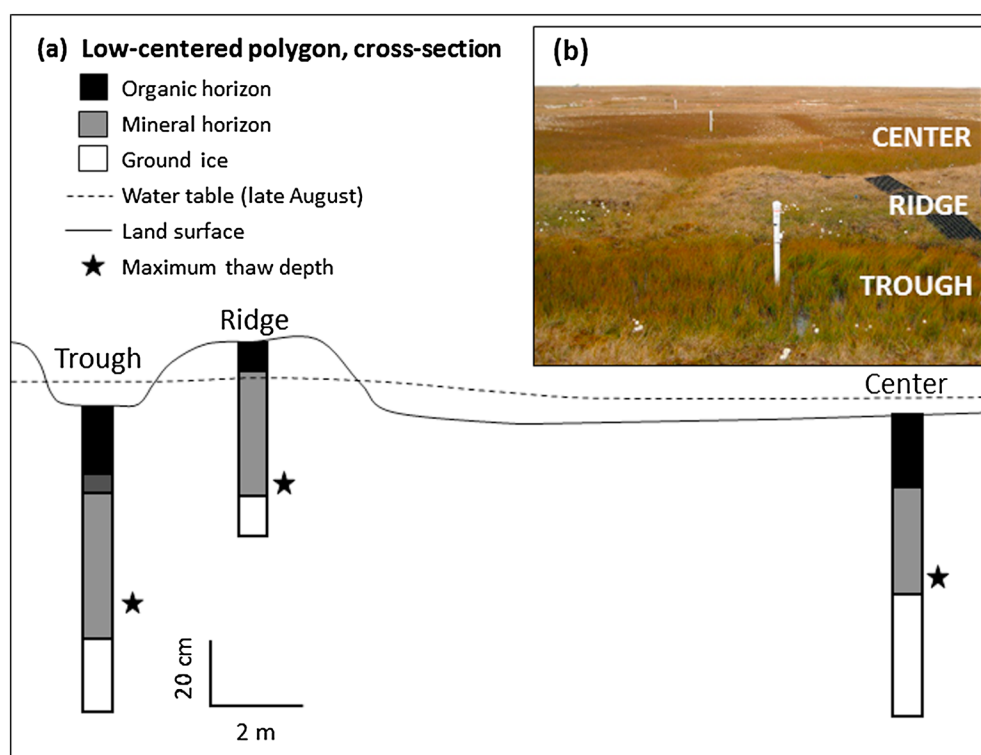 (a) Low-centered polygon, cross-section
Organic horizon
Mineral horizon
Ground ice
Water table (late August)
Land surface
Maximum thaw depth
(b)
CENTER
RIDGE
TROUGH
Ridge
Trough
Center
20 cm
2 m